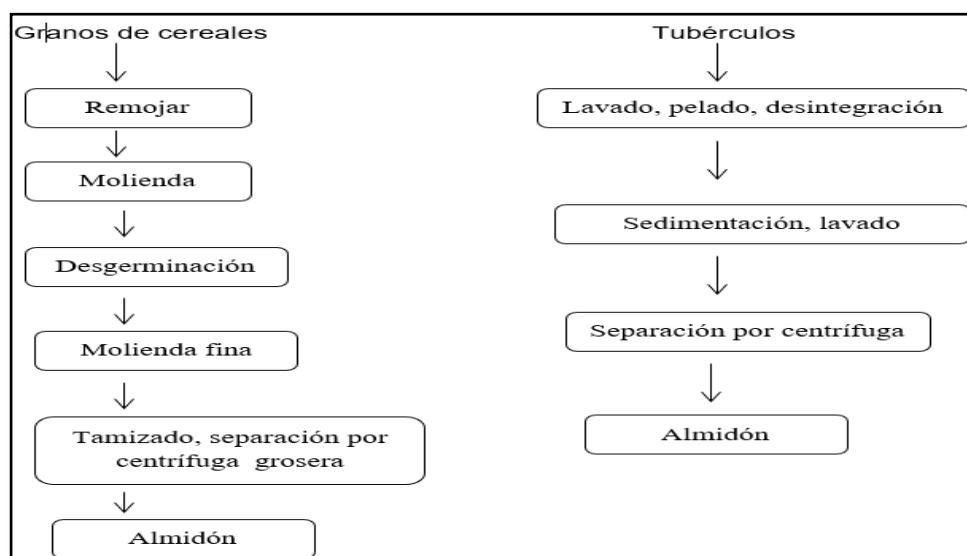 Granos de cereales
Remojar
Molienda
Desgerminación
Molienda fina
Tamizado, separación por
centrífuga grosera
Almidón
Tubérculos
Lavado, pelado, desintegración
Sedimentación, lavado
Separación por centrífuga
Almidón